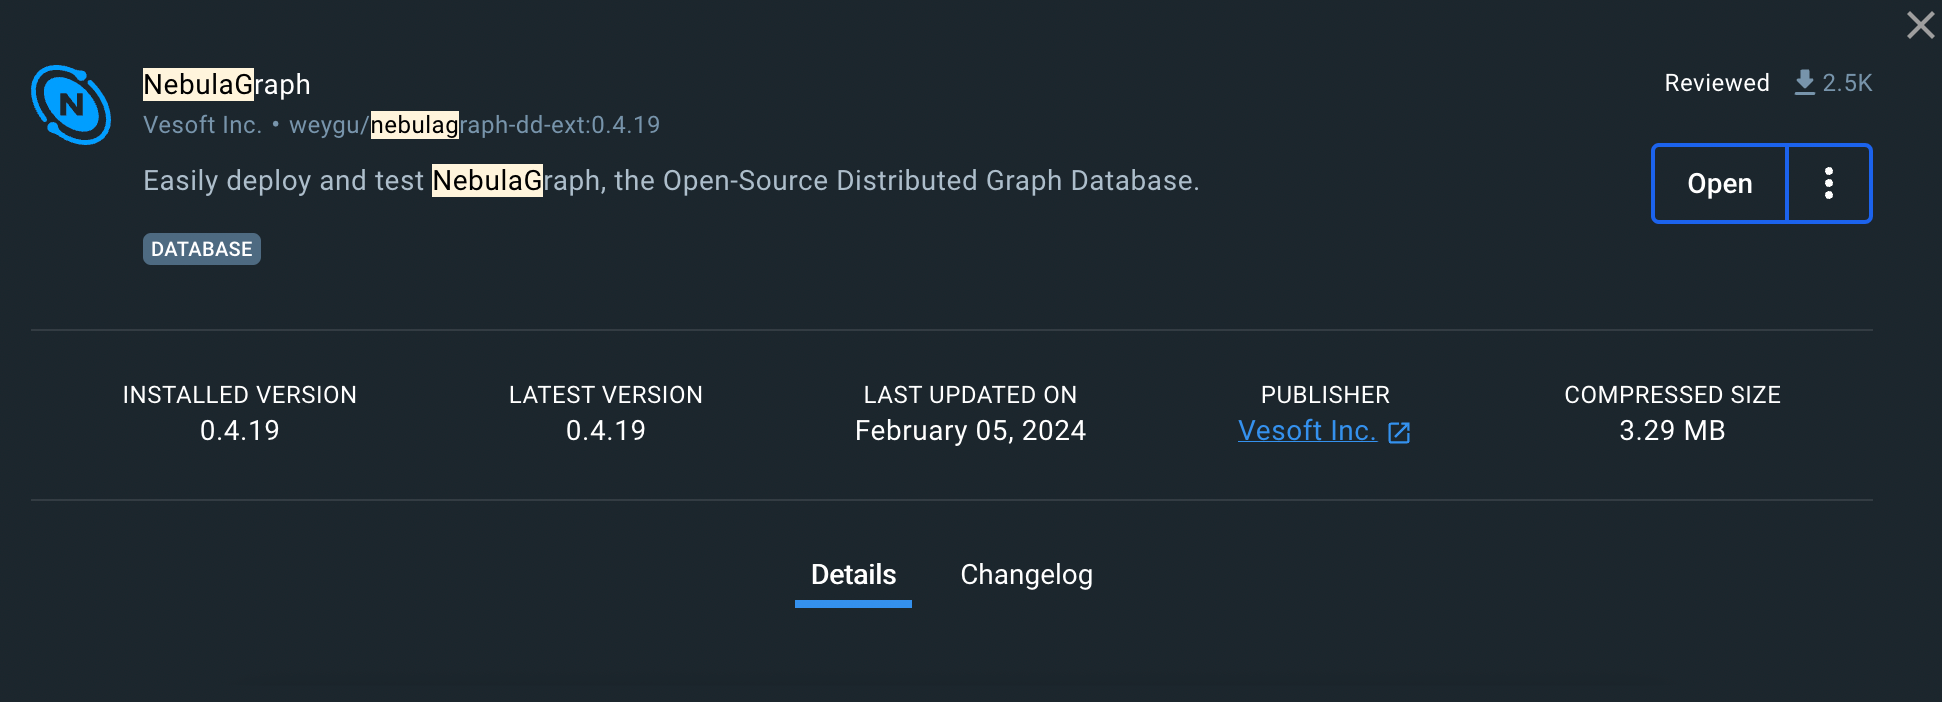 N
NebulaGraph
Reviewed 2.5K
Vesoft Inc. • weygu/nebulagraph-dd-ext:0.4.19
Easily deploy and test NebulaGraph, the Open-Source Distributed Graph Database.
Open
DATABASE
INSTALLED VERSION LATEST VERSION LAST UPDATED ON PUBLISHER COMPRESSED SIZE
0.4.19 0.4.19 February 05, 2024 Vesoft Inc. 3.29 MB
Details Changelog